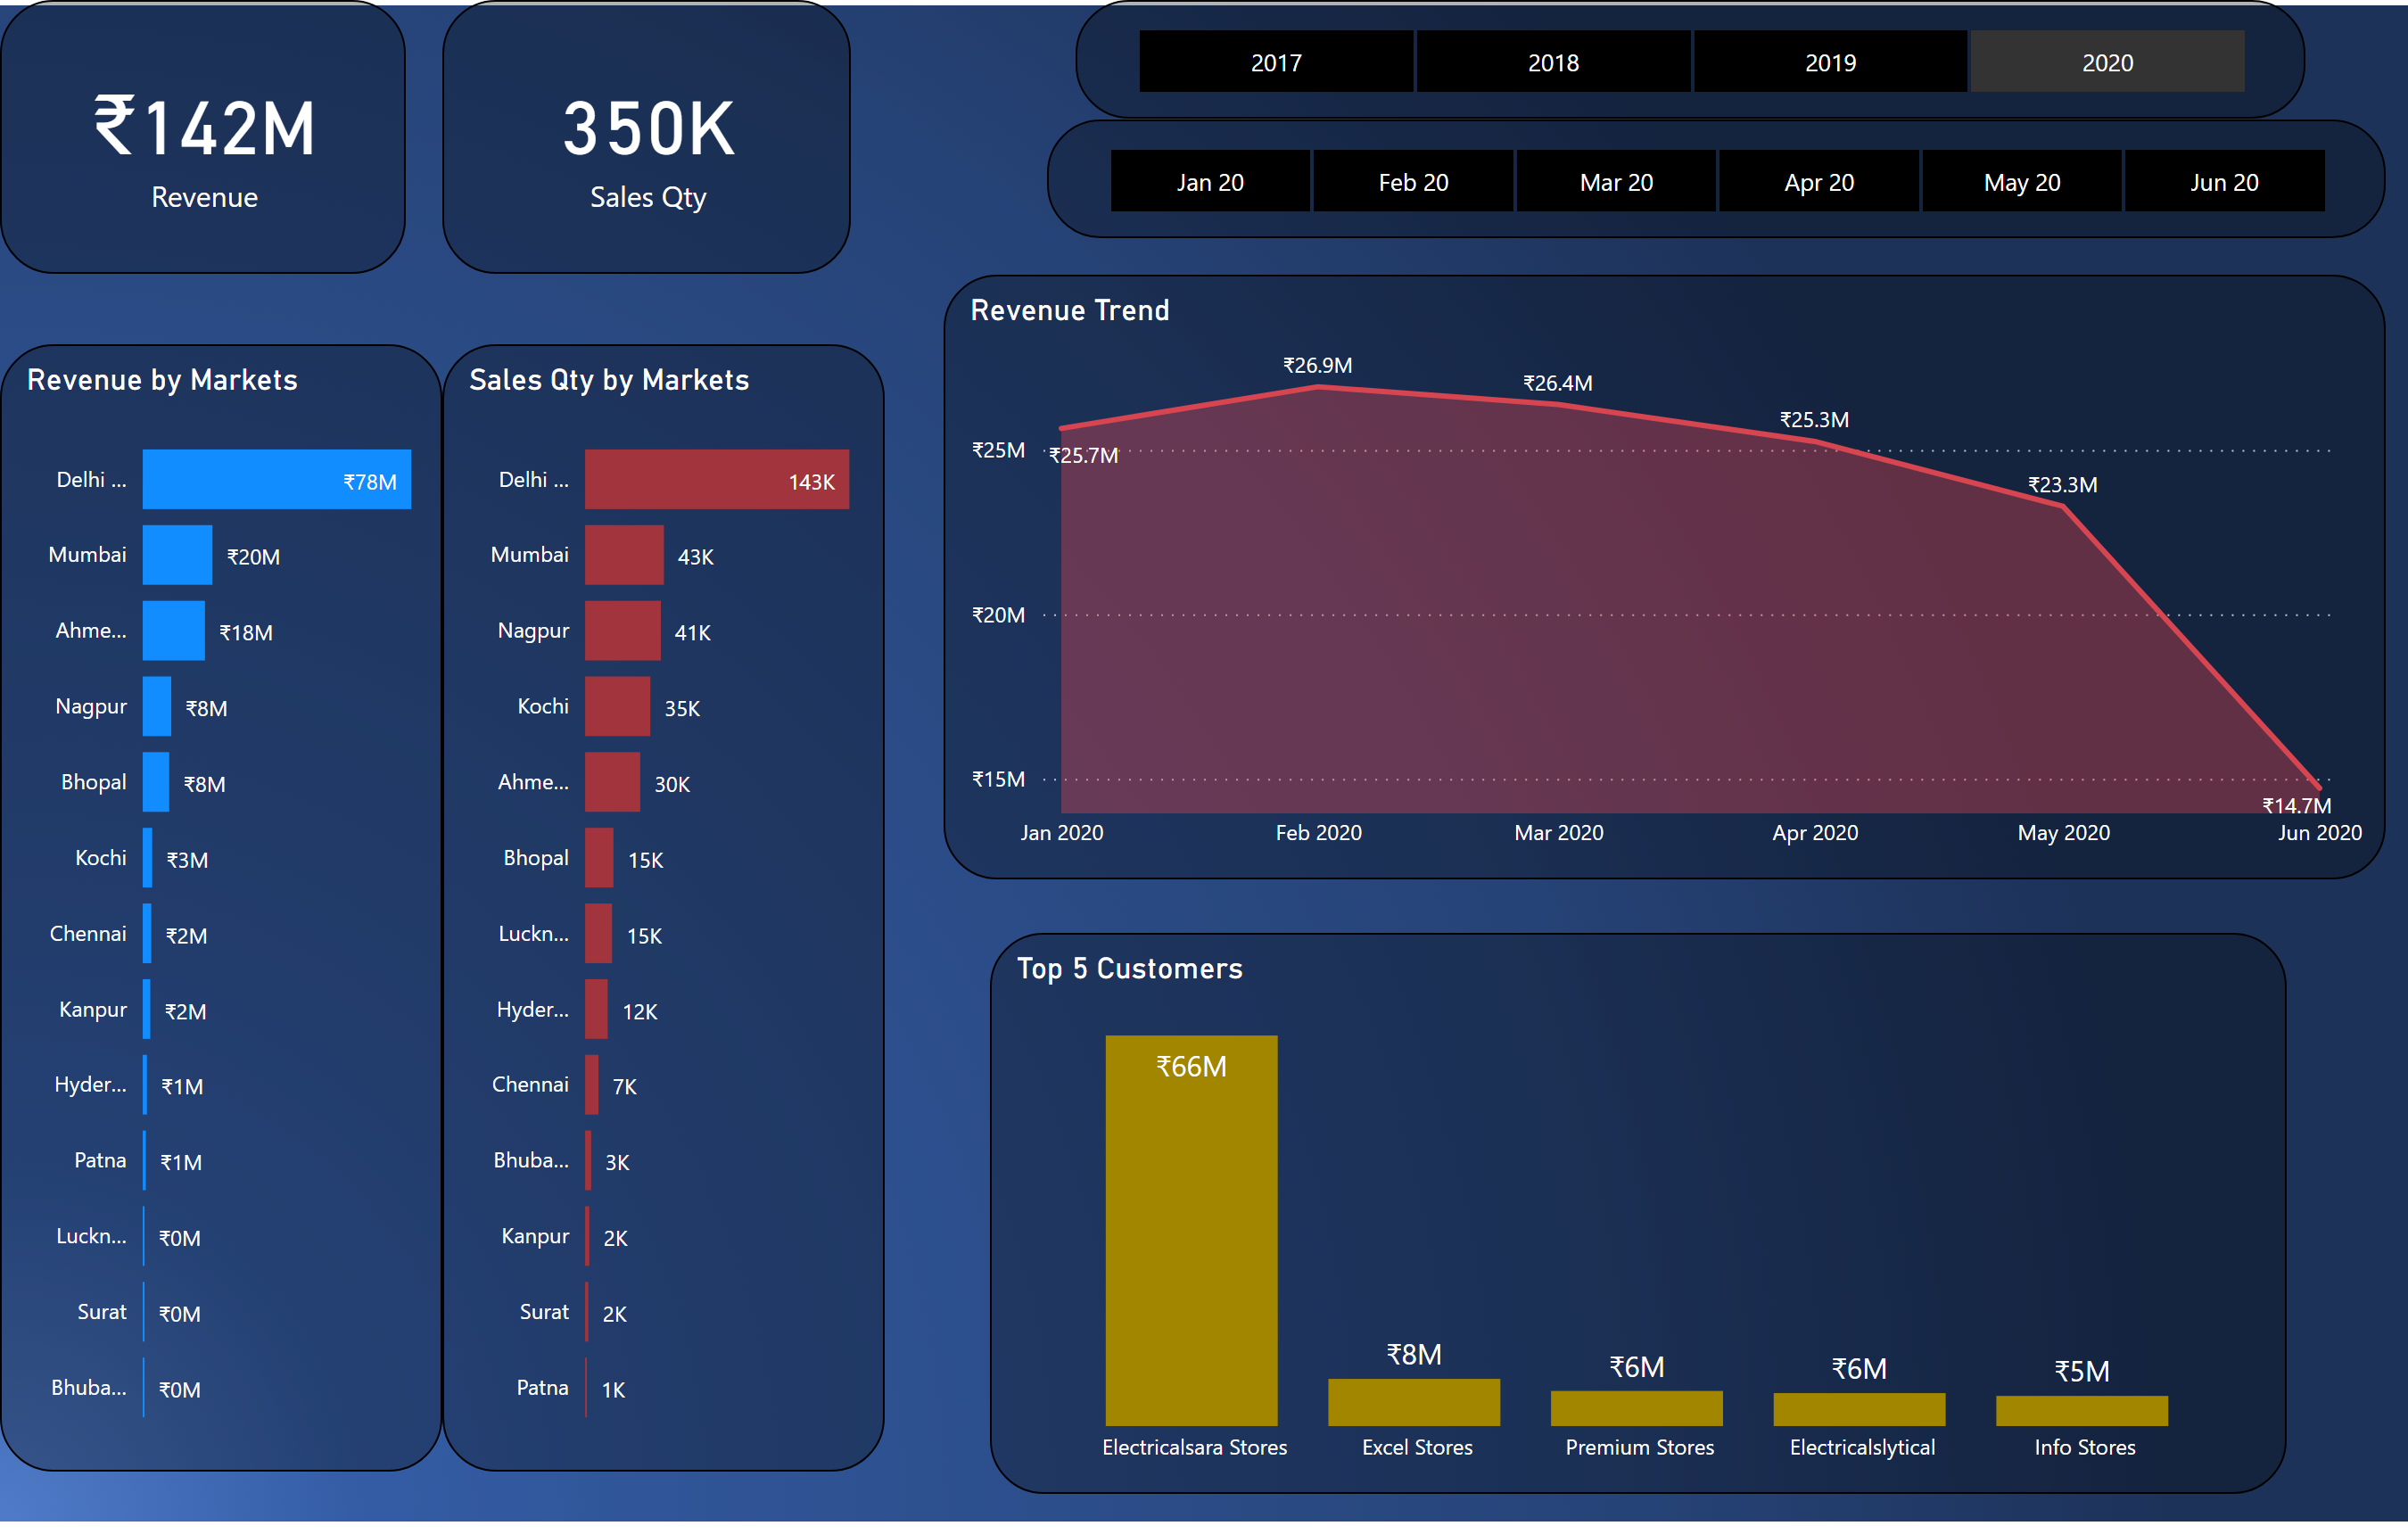 ₹142M
Revenue
350K
Sales Qty
2017 2018 2019 2020
Jan 20 Feb 20 Mar 20 Apr 20 May 20 Jun 20
Revenue by Markets
Delhi ... ₹78M
Mumbai ₹20M
Ahme... ₹18M
Nagpur ₹8M
Bhopal ₹8M
Kochi ₹3M
Chennai ₹2M
Kanpur ₹2M
Hyder... ₹1M
Patna ₹1M
Luckn... ₹0M
Surat ₹0M
Bhuba... ₹0M
Sales Qty by Markets
Delhi ... 143K
Mumbai 43K
Nagpur 41K
Kochi 35K
Ahme... 30K
Bhopal 15K
Luckn... 15K
Hyder... 12K
Chennai 7K
Bhuba... 3K
Kanpur 2K
Surat 2K
Patna 1K
Revenue Trend
₹26.9M
₹26.4M
₹25.3M
₹25M ₹25.7M
₹23.3M
₹20M
₹15M
₹14.7M
Jan 2020 Feb 2020 Mar 2020 Apr 2020 May 2020 Jun 2020
Top 5 Customers
₹66M
₹8M ₹6M ₹6M ₹5M
Electricalsara Stores Excel Stores Premium Stores Electricalslytical Info Stores